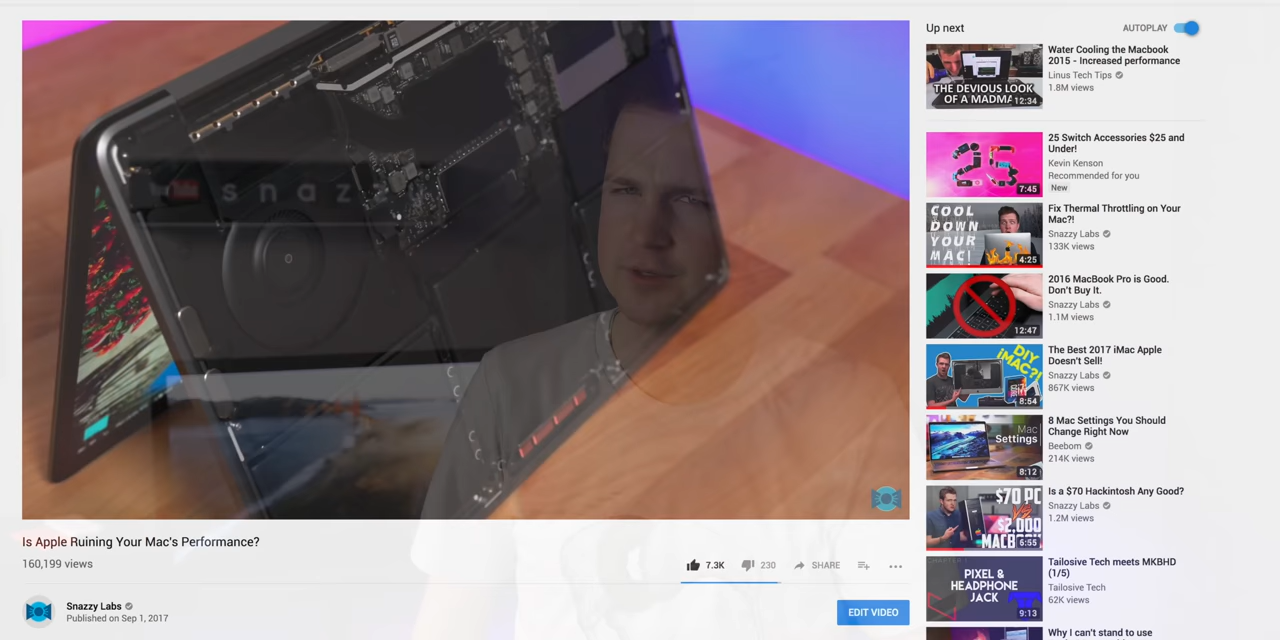 snaz
Is Apple Ruining Your Mac's Performance?
160,199 views
7.3K
230
SHARE
Snazzy Labs
Published on Sep 1, 2017
EDIT VIDEO
Up next
AUTOPLAY
THE DEVIOUS LOOK
OF A MADMA
12:34
Water Cooling the Macbook
2015 - Increased performance
Linus Tech Tips
1.8M views
25
7:45
25 Switch Accessories $25 and
Under!
Kevin Kenson
Recommended for you
New
COOL
DOWN
YOUR
MAC!
4:25
Fix Thermal Throttling on Your
Mac?!
Snazzy Labs
133K views
12:47
2016 MacBook Pro is Good.
Don't Buy It.
Snazzy Labs
1.1M views
DIY
iMAC?!
8:54
The Best 2017 iMac Apple
Doesn't Sell!
Snazzy Labs
867K views
Mac
Settings
8:12
8 Mac Settings You Should
Change Right Now
Beebom
214K views
$70 PC
VS
$2,000
MACBO
6:55
Is a $70 Hackintosh Any Good?
Snazzy Labs
1.2M views
PIXEL &
HEADPHONE
JACK
9:13
Tailosive Tech meets MKBHD
(1/5)
Tailosive Tech
62K views
Why I can't stand to use